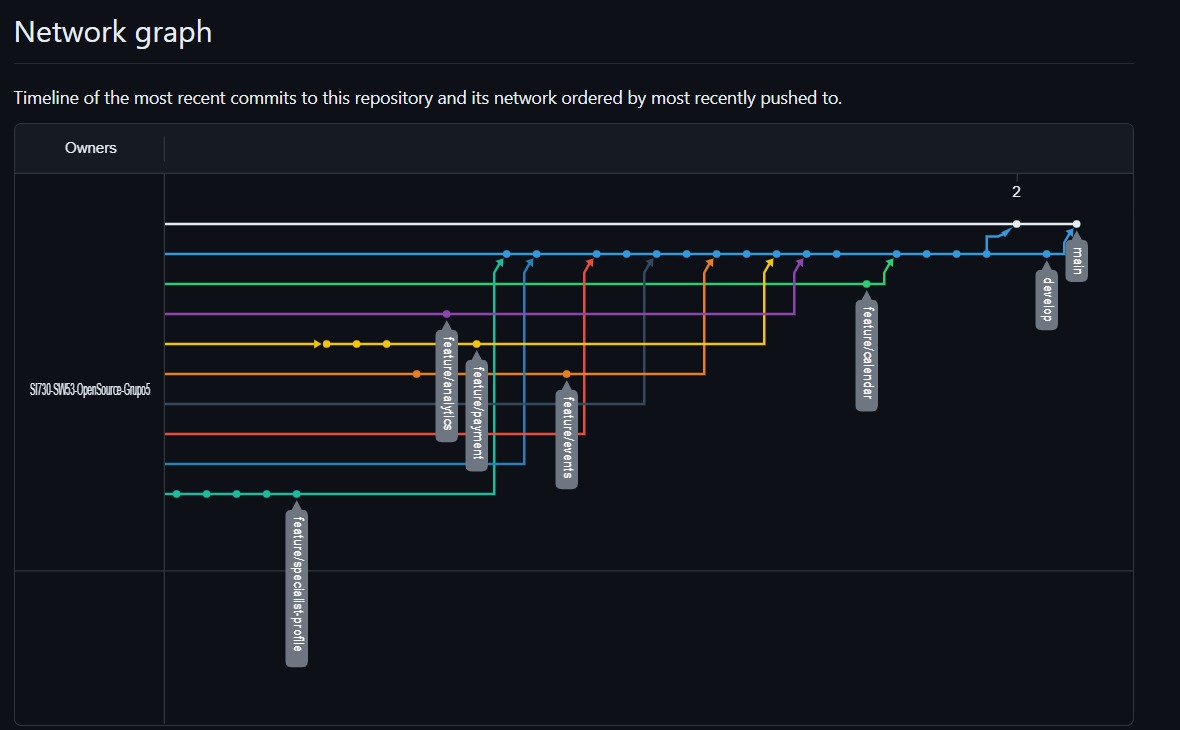 Network graph
Timeline of the most recent commits to this repository and its network ordered by most recently pushed to.
Owners
2
main
develop
feature/calendar
feature/analytics
feature/payment
feature/events
SI730-SW53-OpenSource-Grupo5
feature/specialist-profile